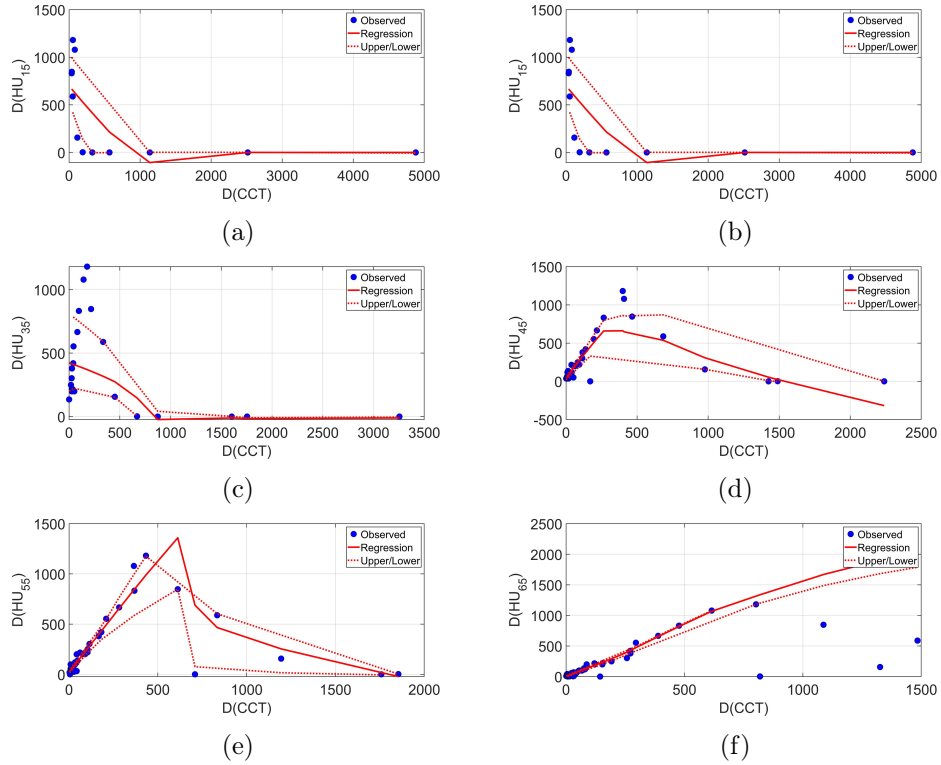 1500
1000
500
0
D(HU15)
0 1000 2000 3000 4000 5000
D(CCT)
Observed
Regression
Upper/Lower
(a)
1500
1000
500
0
D(HU15)
0 1000 2000 3000 4000 5000
D(CCT)
Observed
Regression
Upper/Lower
(b)
1000
500
0
D(HU35)
0 500 1000 1500 2000 2500 3000 3500
D(CCT)
Observed
Regression
Upper/Lower
(c)
1500
1000
500
0
-500
D(HU45)
0 500 1000 1500 2000 2500
D(CCT)
Observed
Regression
Upper/Lower
(d)
1500
1000
500
0
D(HU55)
0 500 1000 1500 2000
D(CCT)
Observed
Regression
Upper/Lower
(e)
2500
2000
1500
1000
500
0
D(HU65)
0 500 1000 1500
D(CCT)
Observed
Regression
Upper/Lower
(f)